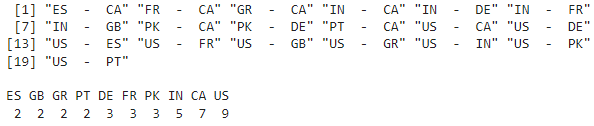 [1] "ES - CA" "FR - CA" "GR - CA" "IN - CA" "IN - DE" "IN - FR"
[7] "IN - GB" "PK - CA" "PK - DE" "PT - CA" "US - CA" "US - DE"
[13] "US - ES" "US - FR" "US - GB" "US - GR" "US - IN" "US - PK"
[19] "US - PT"
ES GB GR PT DE FR PK IN CA US
2 2 2 2 3 3 3 5 7 9